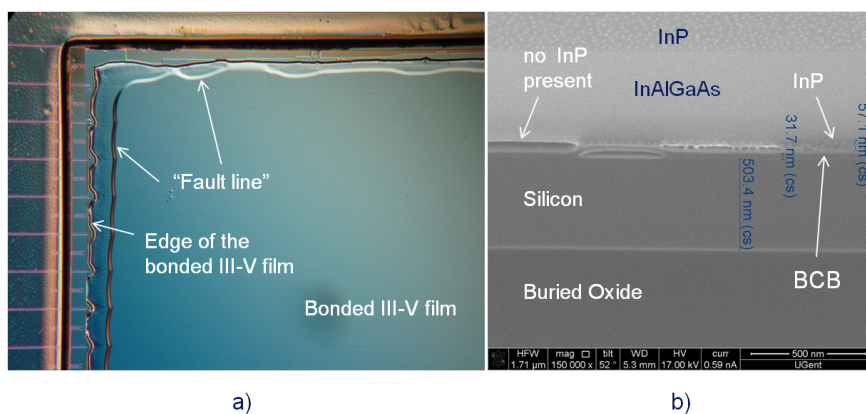 "Fault line"
Edge of the
bonded III-V film
Bonded III-V film
a)
InP
no InP
present
InAlGaAs
InP
31.7 nm (cs)
503.4 nm (cs)
Silicon
BCB
Buried Oxide
HFW
1.71 µm
mag
150 000 x
tilt
52 °
WD
5.3 mm
HV
17.00 kV
curr
0.59 nA
500 nm
UGent
b)